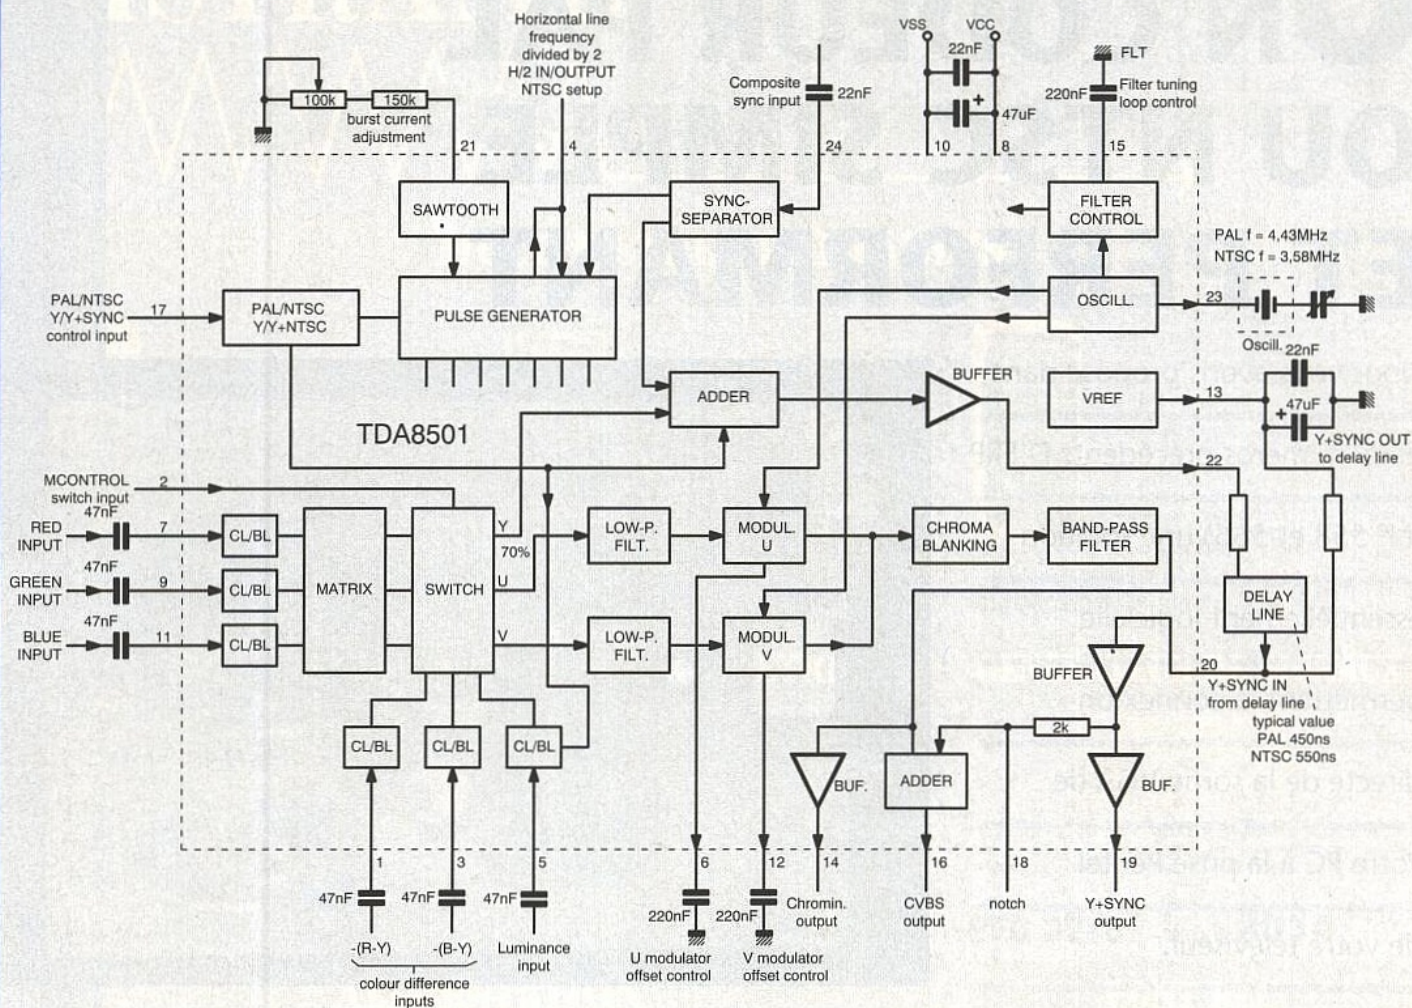 Horizontal line
frequency
divided by 2
H/2 IN/OUTPUT
NTSC setup
VSS
VCC
22nF
47uF
FLT
220nF
Filter tuning
loop control
Composite
sync input
22nF
100k
150k
burst current
adjustment
21
4
24
10
8
15
SAWTOOTH
SYNC-
SEPARATOR
FILTER
CONTROL
PAL f = 4,43MHz
NTSC f = 3,58MHz
PAL/NTSC
Y/Y+SYNC
control input
17
PAL/NTSC
Y/Y+NTSC
PULSE GENERATOR
OSCILL.
23
Oscill.
22nF
ADDER
BUFFER
VREF
13
47uF
Y+SYNC OUT
to delay line
TDA8501
22
MCONTROL
switch input
2
47nF
RED
INPUT
7
CL/BL
47nF
GREEN
INPUT
9
CL/BL
47nF
BLUE
INPUT
11
CL/BL
MATRIX
SWITCH
Y
70%
U
V
LOW-P.
FILT.
MODUL.
U
CHROMA
BLANKING
BAND-PASS
FILTER
DELAY
LINE
LOW-P.
FILT.
MODUL.
V
BUFFER
20
Y+SYNC IN
from delay line
typical value
PAL 450ns
NTSC 550ns
CL/BL
CL/BL
CL/BL
2k
BUF.
ADDER
BUF.
1
3
5
6
12
14
16
18
19
47nF
47nF
47nF
220nF
220nF
-(R-Y)
-(B-Y)
colour difference
inputs
Luminance
input
U modulator
offset control
V modulator
offset control
Chromin.
output
CVBS
output
notch
Y+SYNC
output